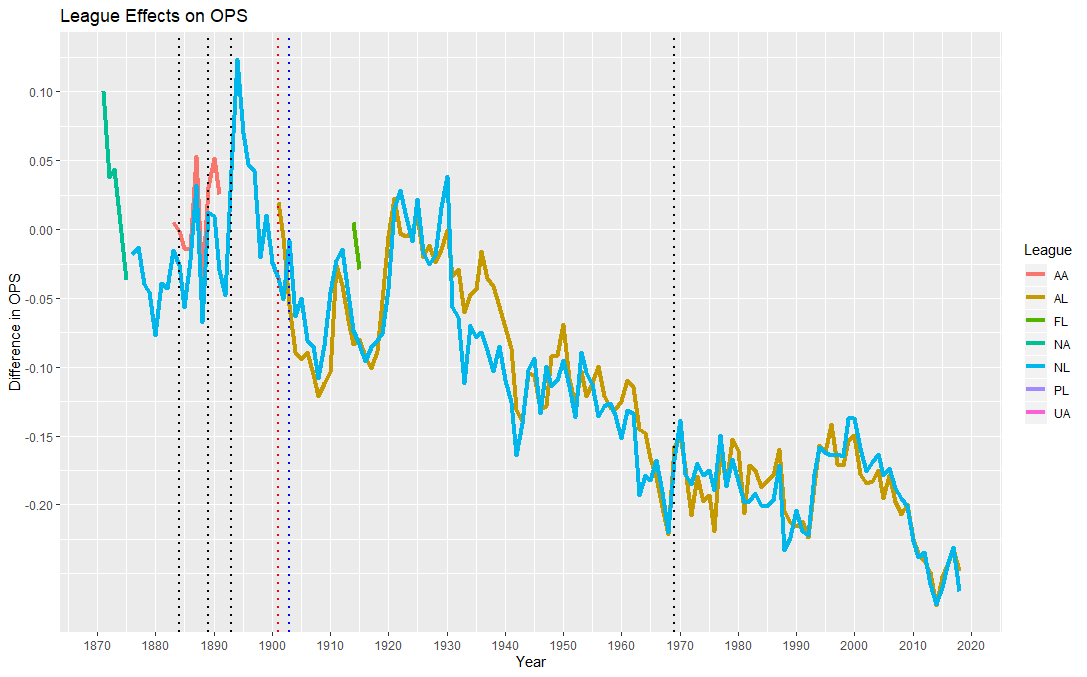 League Effects on OPS
Difference in OPS
0.10
0.05
0.00
-0.05
-0.10
-0.15
-0.20
1870 1880 1890 1900 1910 1920 1930 1940 1950 1960 1970 1980 1990 2000 2010 2020
Year
League
AA
AL
FL
NA
NL
PL
UA